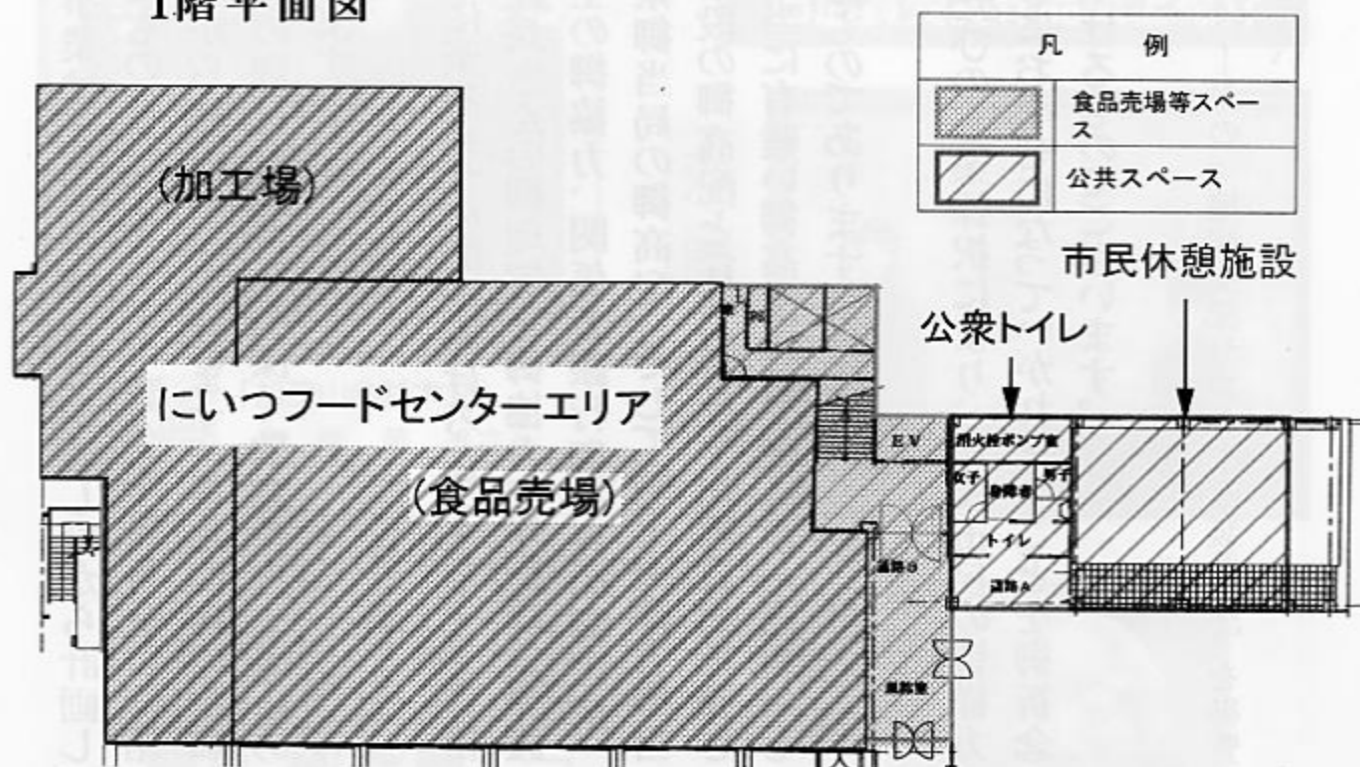 1階平面図
凡 例
食品売場等スペー
ス
公共スペース
(加工場)
市民休憩施設
公衆トイレ
にいつフードセンターエリア
(食品売場)
EV
消火栓ポンプ室
女子
身障者
男子
トイレ
通路B
通路A
風除室